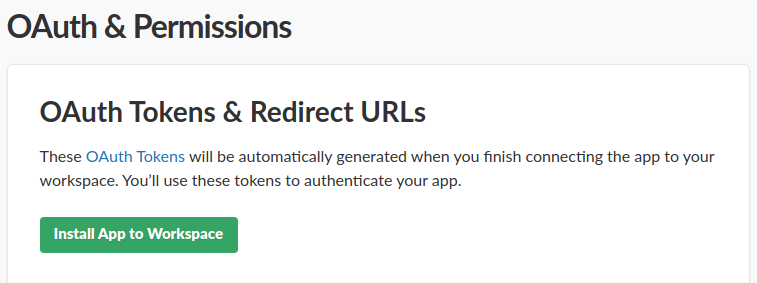 OAuth & Permissions
OAuth Tokens & Redirect URLs
These OAuth Tokens will be automatically generated when you finish connecting the app to your
workspace. You’ll use these tokens to authenticate your app.
Install App to Workspace